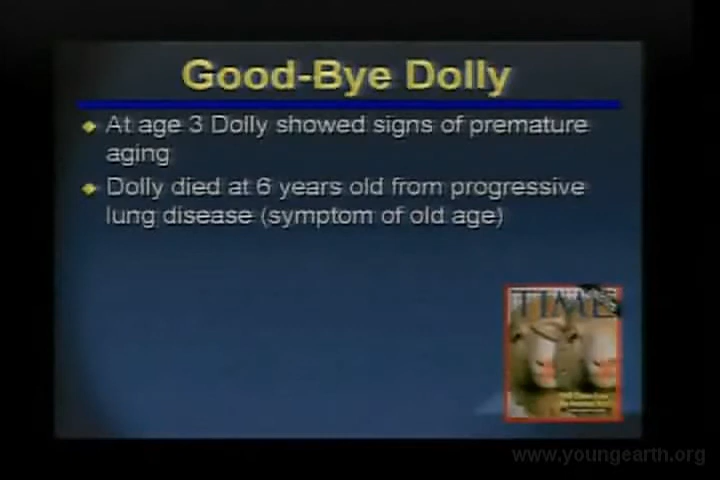 Good-Bye Dolly
At age 3 Dolly showed signs of premature
aging
Dolly died at 6 years old from progressive
lung disease (symptom of old age)
TIME
www.youngearth.org